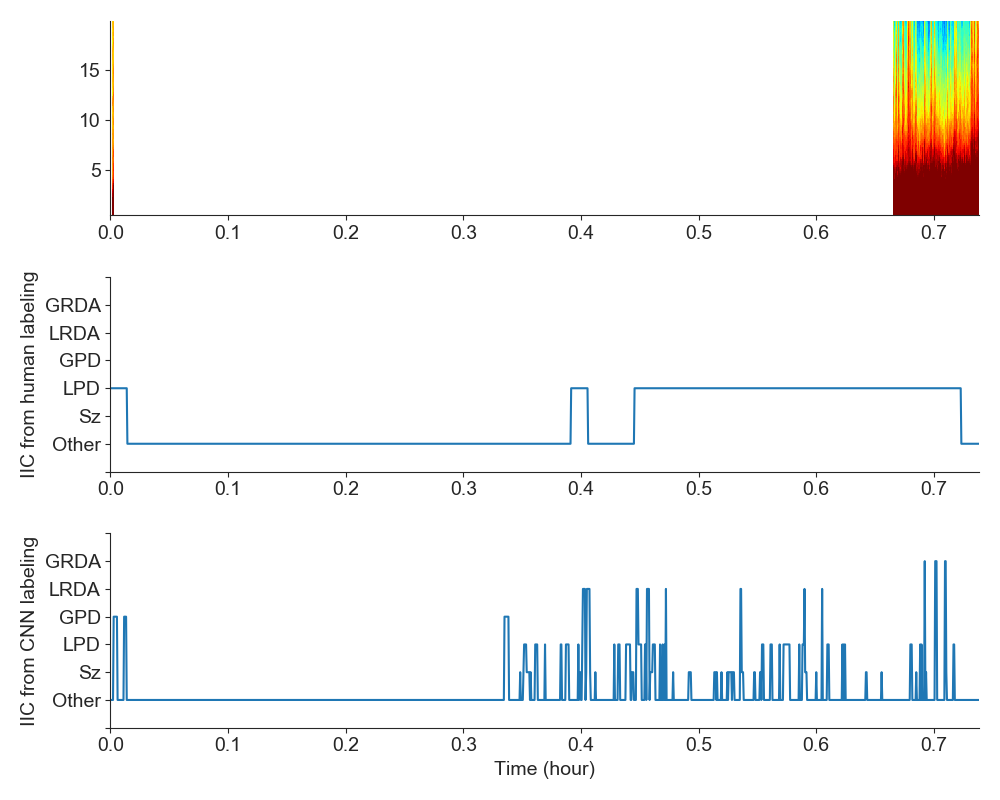 15
10
5
0.0 0.1 0.2 0.3 0.4 0.5 0.6 0.7
IIC from human labeling
GRDA
LRDA
GPD
LPD
Sz
Other
0.0 0.1 0.2 0.3 0.4 0.5 0.6 0.7
IIC from CNN labeling
GRDA
LRDA
GPD
LPD
Sz
Other
0.0 0.1 0.2 0.3 0.4 0.5 0.6 0.7
Time (hour)